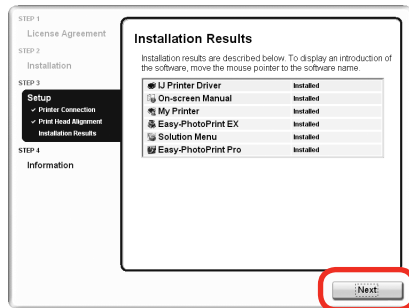 STEP 1
License Agreement
STEP 2
Installation
STEP 3
Setup
Printer Connection
Print Head Alignment
Installation Results
STEP 4
Information
Installation Results
Installation results are described below. To display an introduction of
the software, move the mouse pointer to the software name.
IJ Printer Driver Installed
On-screen Manual Installed
My Printer Installed
Easy-PhotoPrint EX Installed
Solution Menu Installed
Easy-PhotoPrint Pro Installed
Next